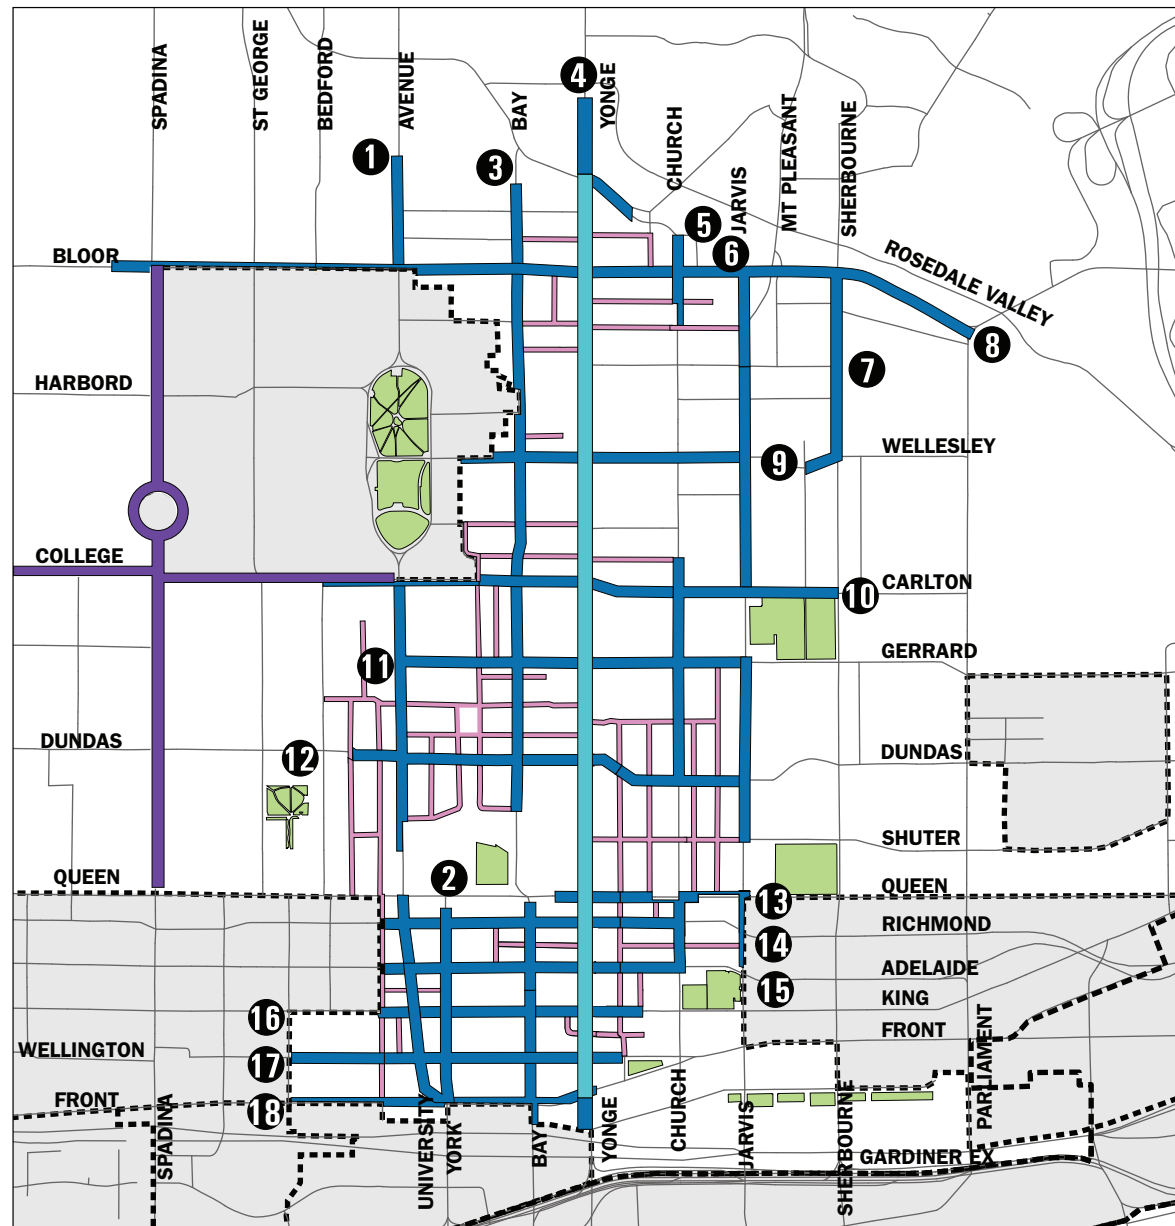 SPADINA
ST GEORGE
BEDFORD
AVENUE
BAY
4
YONGE
CHURCH
JARVIS
MT PLEASANT
SHERBOURNE
1
3
5
6
BLOOR
ROSEDALE VALLEY
8
7
HARBORD
WELLESLEY
9
COLLEGE
CARLTON
10
GERRARD
11
DUNDAS
12
DUNDAS
SHUTER
QUEEN
2
QUEEN
13
RICHMOND
14
ADELAIDE
15
KING
16
FRONT
WELLINGTON
17
PARLIAMENT
FRONT
18
SPADINA
UNIVERSITY
YORK
BAY
YONGE
CHURCH
JARVIS
SHERBOURNE
GARDINER EX